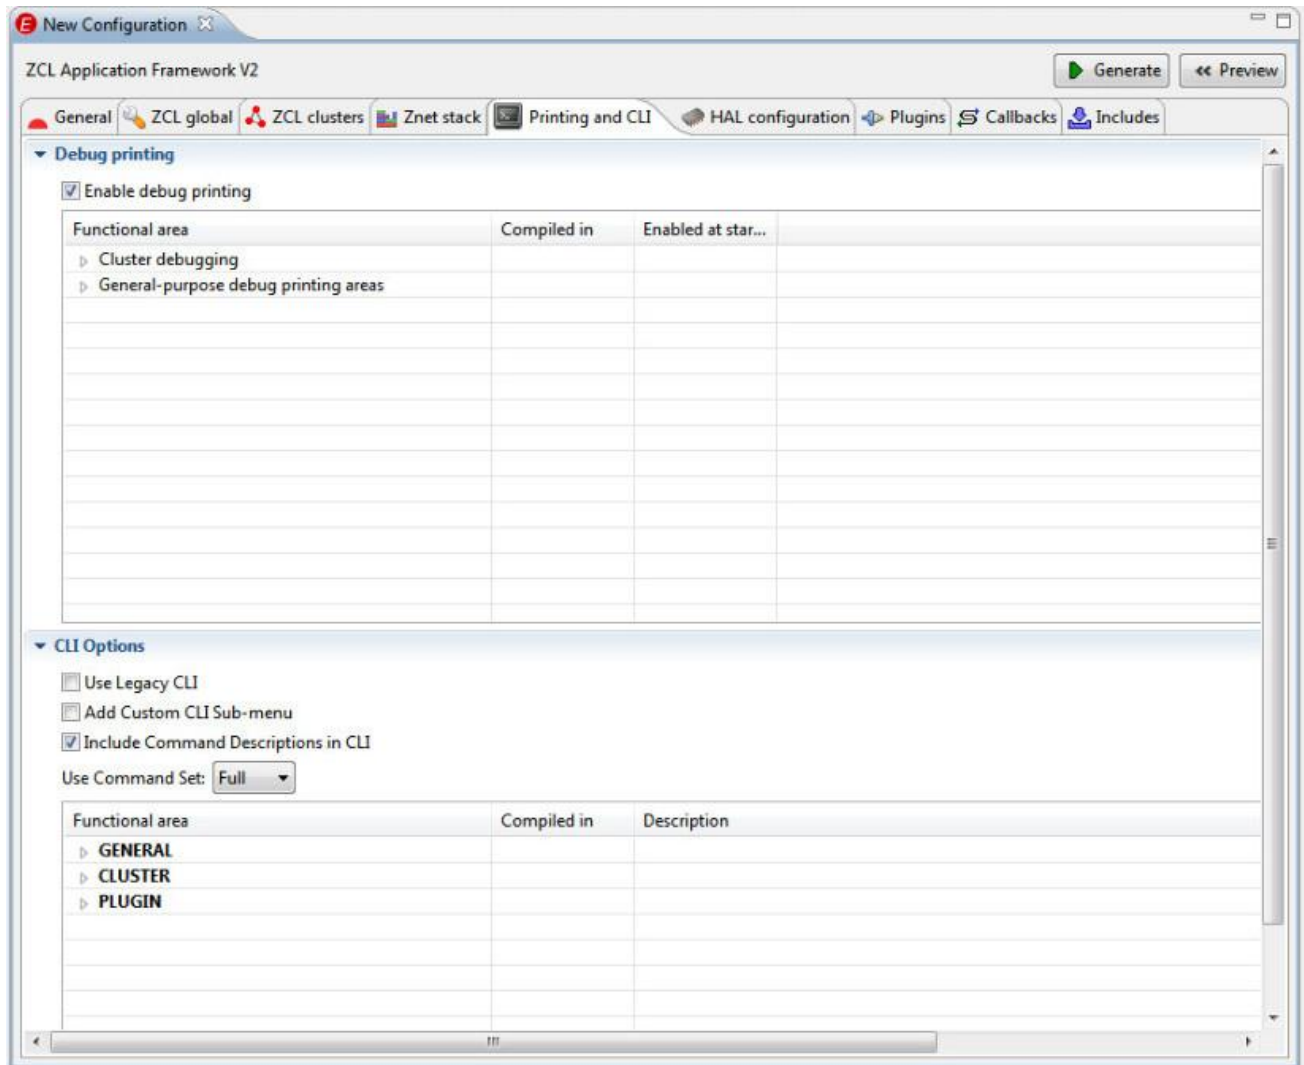 New Configuration
ZCL Application Framework V2
Generate
Preview
General ZCL global ZCL clusters Znet stack Printing and CLI HAL configuration Plugins Callbacks Includes
Debug printing
Enable debug printing
Functional area Compiled in Enabled at star...
Cluster debugging
General-purpose debug printing areas
CLI Options
Use Legacy CLI
Add Custom CLI Sub-menu
Include Command Descriptions in CLI
Use Command Set: Full
Functional area Compiled in Description
GENERAL
CLUSTER
PLUGIN